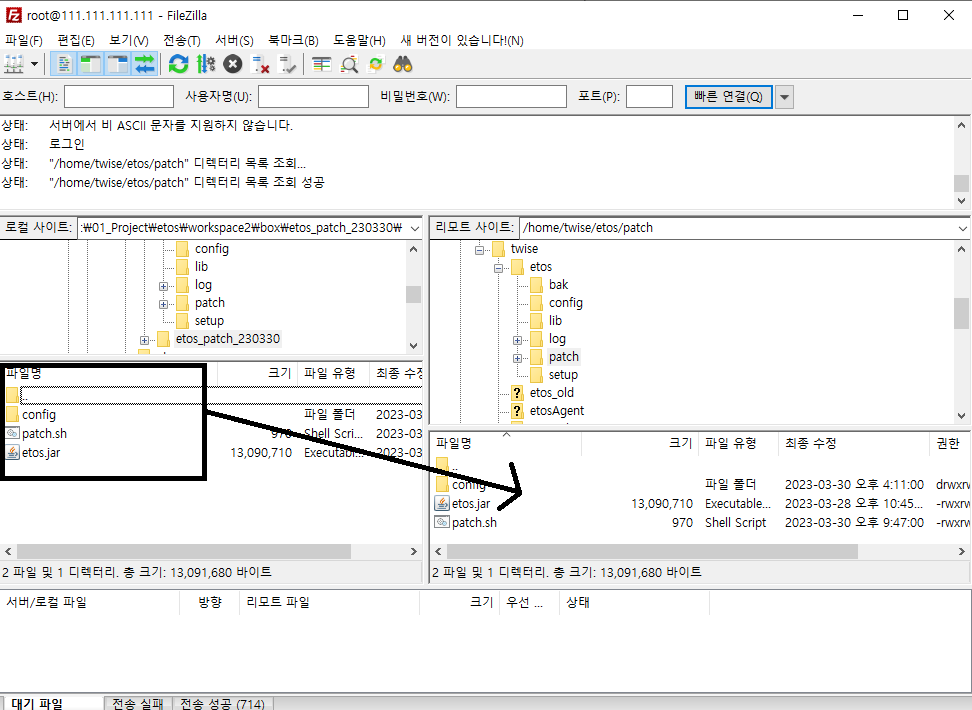 root@111.111.111.111 - FileZilla
파일(F) 편집(E) 보기(V) 전송(T) 서버(S) 북마크(B) 도움말(H) 새 버전이 있습니다!(N)
호스트(H): 사용자명(U): 비밀번호(W): 포트(P): 빠른 연결(Q)
상태: 서버에서 비 ASCII 문자를 지원하지 않습니다.
상태: 로그인
상태: "/home/twise/etos/patch" 디렉터리 목록 조회...
상태: "/home/twise/etos/patch" 디렉터리 목록 조회 성공
로컬 사이트: :₩01_Project₩etos₩workspace2₩box₩etos_patch_230330₩
config
lib
log
patch
setup
etos_patch_230330
파일명 크기 파일 유형 최종 수정
..
config 파일 폴더 2023-03
patch.sh 970 Shell Scri... 2023-03
etos.jar 13,090,710 Executabl... 2023-03
2 파일 및 1 디렉터리. 총 크기: 13,091,680 바이트
리모트 사이트: /home/twise/etos/patch
twise
etos
bak
config
lib
log
patch
setup
etos_old
etosAgent
파일명 크기 파일 유형 최종 수정 권한
..
config 파일 폴더 2023-03-30 오후 4:11:00 drwxrw
etos.jar 13,090,710 Executable... 2023-03-28 오후 10:45... -rwxrw
patch.sh 970 Shell Script 2023-03-30 오후 9:47:00 -rwxrw
2 파일 및 1 디렉터리. 총 크기: 13,091,680 바이트
서버/로컬 파일 방향 리모트 파일 크기 우선 ... 상태
대기 파일 전송 실패 전송 성공 (714)